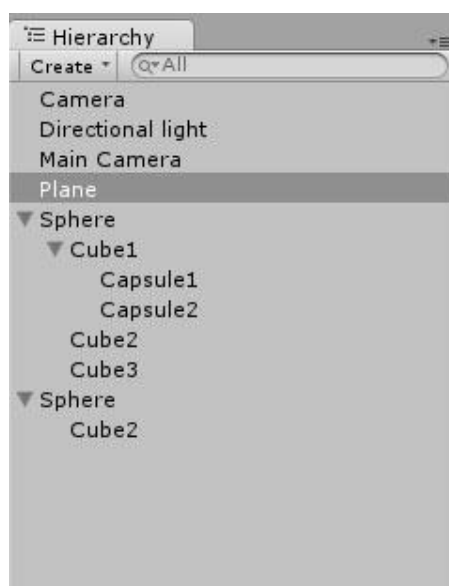 Hierarchy
Create All
Camera
Directional light
Main Camera
Plane
Sphere
Cube1
Capsule1
Capsule2
Cube2
Cube3
Sphere
Cube2